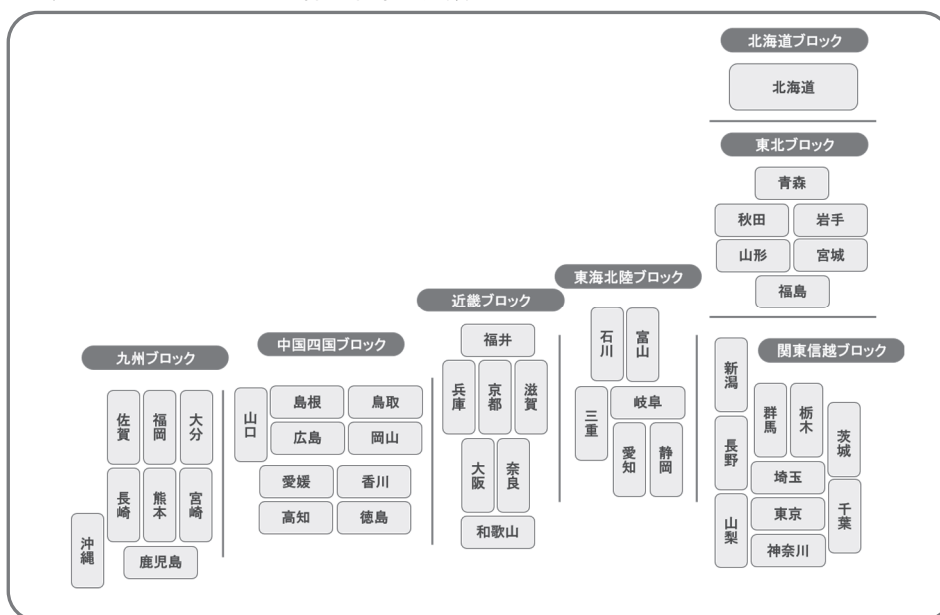 北海道ブロック
北海道
東北ブロック
青森
秋田
岩手
山形
宮城
福島
東海北陸ブロック
石川
富山
三重
岐阜
愛知
静岡
近畿ブロック
福井
兵庫
京都
滋賀
大阪
奈良
和歌山
中国四国ブロック
山口
島根
鳥取
広島
岡山
愛媛
香川
高知
徳島
九州ブロック
佐賀
福岡
大分
長崎
熊本
宮崎
沖縄
鹿児島
関東信越ブロック
新潟
群馬
栃木
茨城
長野
埼玉
千葉
山梨
東京
神奈川